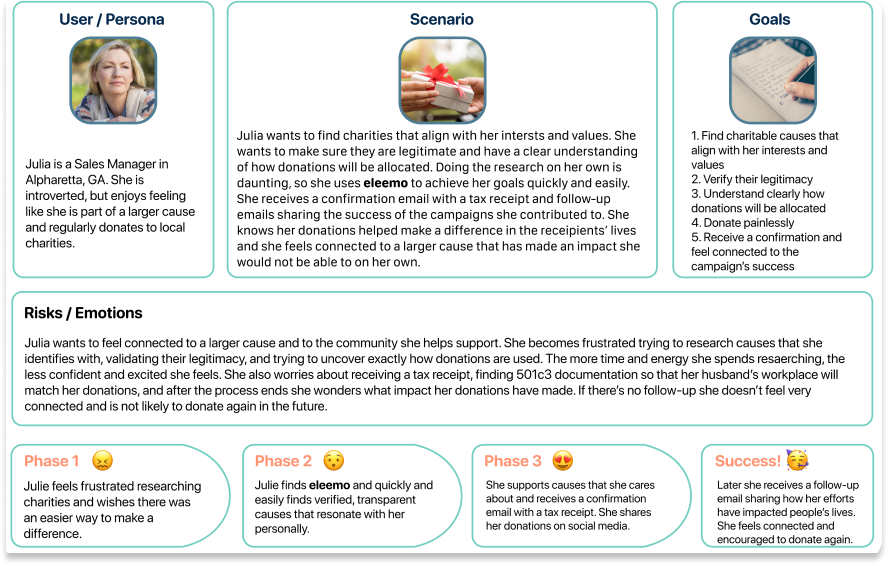 User / Persona
Julia is a Sales Manager in
Alpharetta, GA. She is
introverted, but enjoys feeling
like she is part of a larger cause
and regularly donates to local
charities.
Scenario
Julia wants to find charities that align with her intersts and values. She
wants to make sure they are legitimate and have a clear understanding
of how donations will be allocated. Doing the research on her own is
daunting, so she uses eleemo to achieve her goals quickly and easily.
She receives a confirmation email with a tax receipt and follow-up
emails sharing the success of the campaigns she contributed to. She
knows her donations helped make a difference in the receipients' lives
and she feels connected to a larger cause that has made an impact she
would not be able to on her own.
Goals
1. Find charitable causes that
align with her interests and
values
2. Verify their legitimacy
3. Understand clearly how
donations will be allocated
4. Donate painlessly
5. Receive a confirmation and
feel connected to the
campaign's success
Risks / Emotions
Julia wants to feel connected to a larger cause and to the community she helps support. She becomes frustrated trying to research causes that she
identifies with, validating their legitimacy, and trying to uncover exactly how donations are used. The more time and energy she spends resaerching, the
less confident and excited she feels. She also worries about receiving a tax receipt, finding 501c3 documentation so that her husband's workplace will
match her donations, and after the process ends she wonders what impact her donations have made. If there's no follow-up she doesn't feel very
connected and is not likely to donate again in the future.
Phase 1
Julie feels frustrated researching
charities and wishes there was
an easier way to make a
difference.
Phase 2
Julie finds eleemo and quickly and
easily finds verified, transparent
causes that resonate with her
personally.
Phase 3
She supports causes that she cares
about and receives a confirmation
email with a tax receipt. She shares
her donations on social media.
Success!
Later she receives a follow-up
email sharing how her efforts
have impacted people's lives.
She feels connected and
encouraged to donate again.